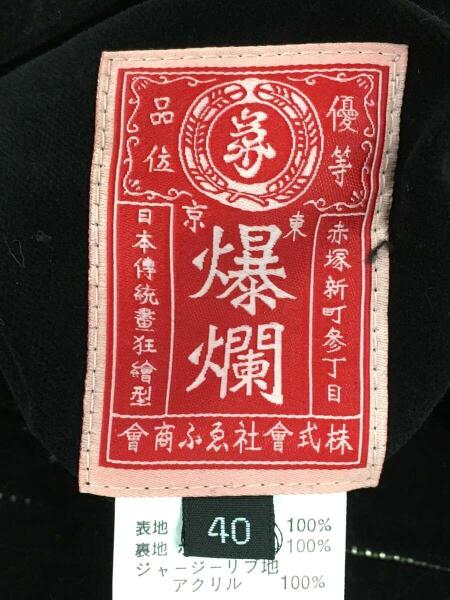 優等
品位
東京
爆爛
赤塚新町參丁目
日本傳統畫狂繪型
株式會社ゑふ商會
40
表地 100%
裏地 100%
ジャージーリブ地
アクリル 100%